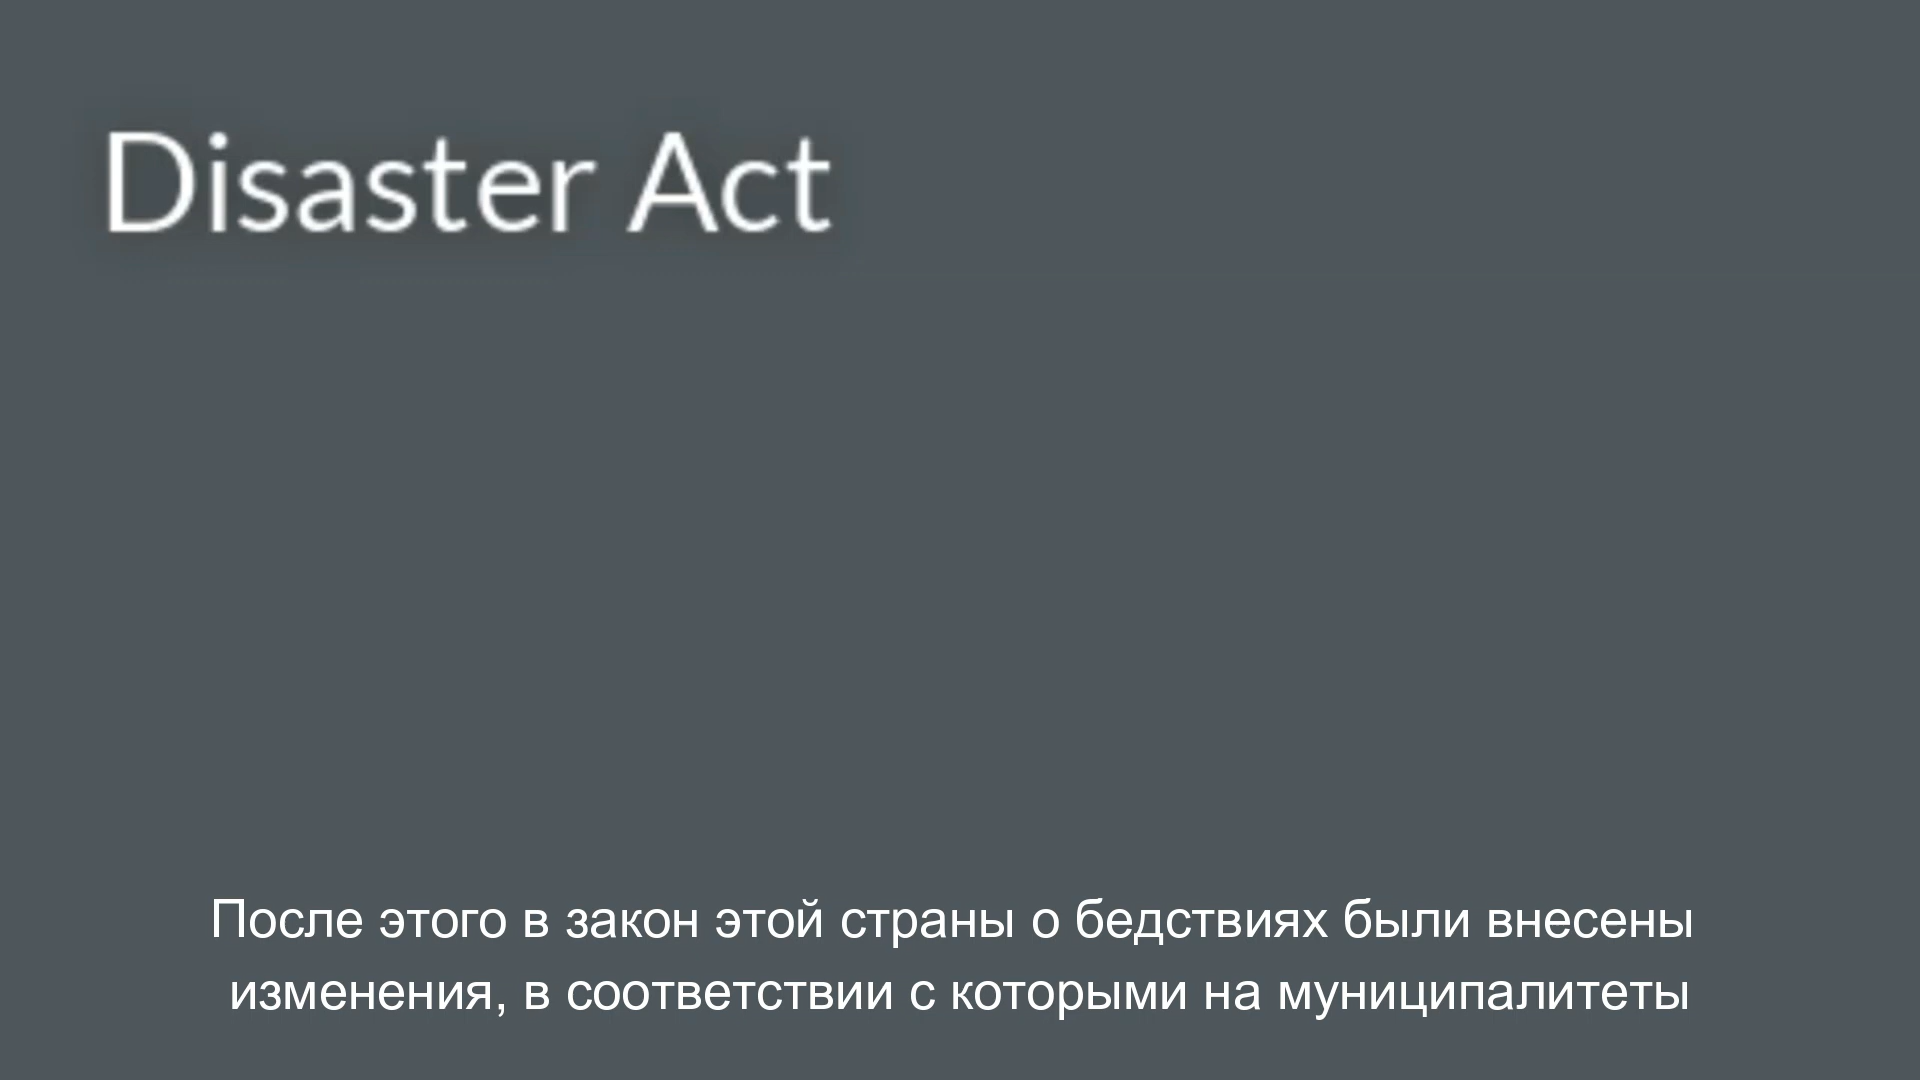 Disaster Act
После этого в закон этой страны о бедствиях были внесены
изменения, в соответствии с которыми на муниципалитеты